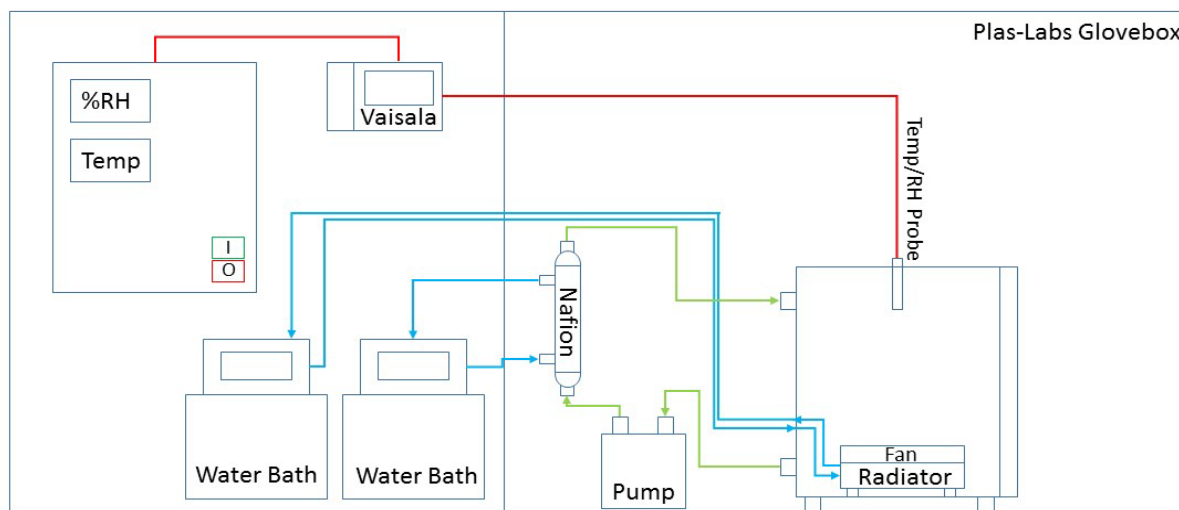 Plas-Labs Glovebox
%RH
Vaisala
Temp
Temp/RH Probe
I
O
Nafion
Fan
Water Bath
Water Bath
Radiator
Pump